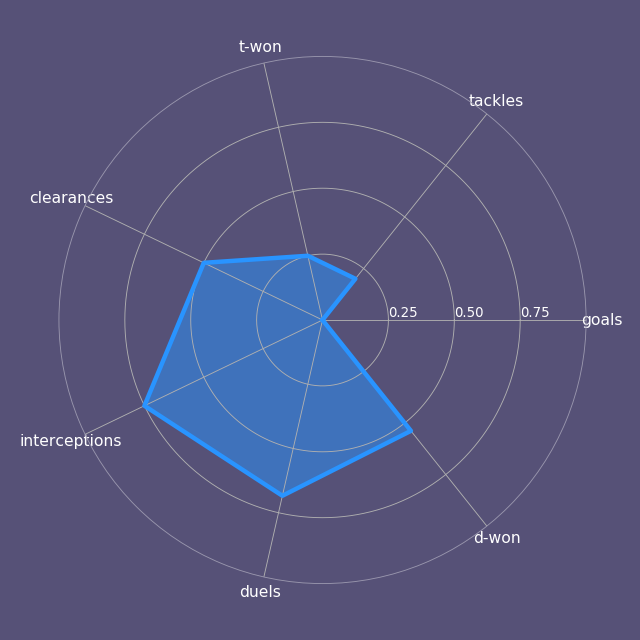 t-won
tackles
clearances
0.25 0.50 0.75
goals
interceptions
d-won
duels